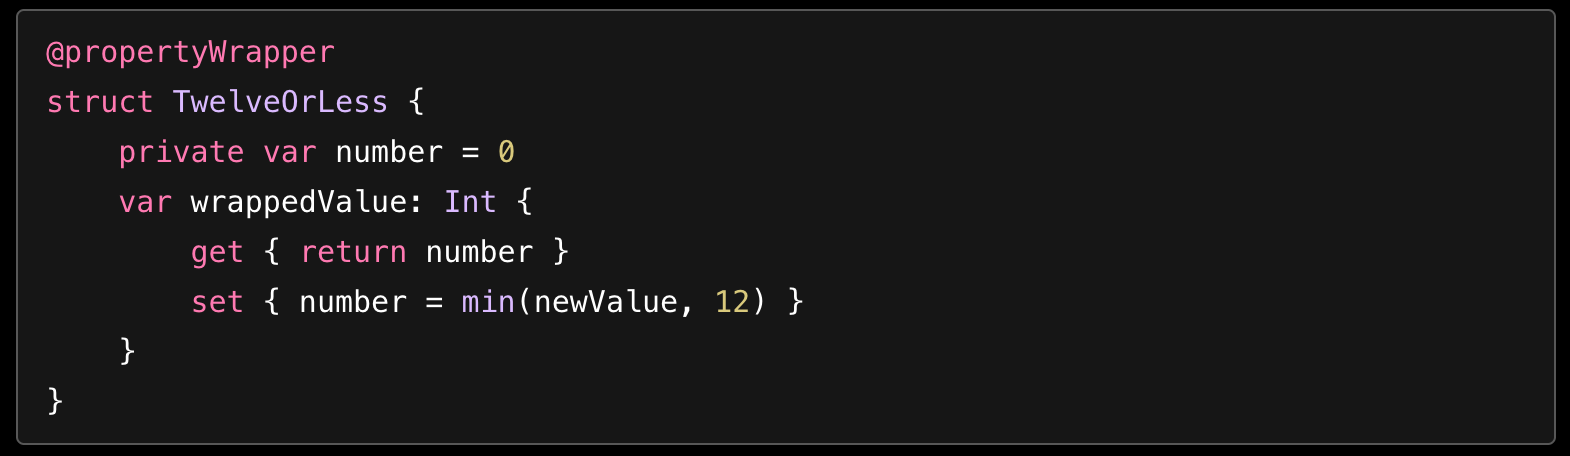 @propertyWrapper
struct TwelveOrLess {
    private var number = 0
    var wrappedValue: Int {
        get { return number }
        set { number = min(newValue, 12) }
    }
}